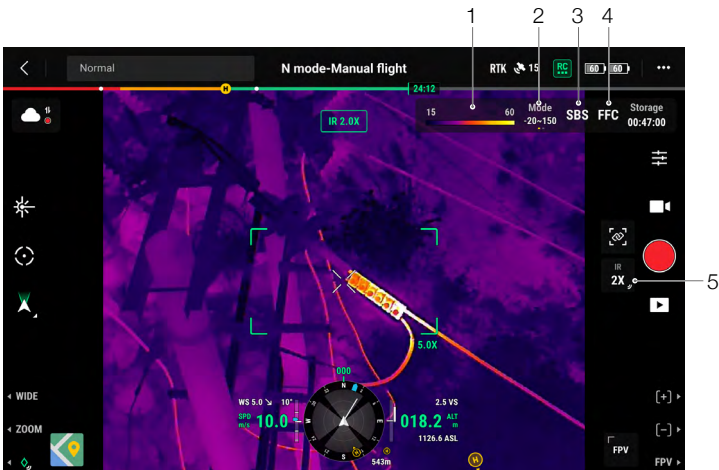 1 2 3 4
Normal
N mode-Manual flight
RTK 15 RC 60 60
H
24:12
IR 2.0X
15 60
Mode
-20~150
SBS FFC
Storage
00:47:00
IR
2X
5
5.0X
000
WS 5.0 10°
2.5 VS
SPD
m/s
10.0
N
E
S
W
018.2
ALT
m
1126.6 ASL
543m
H
WIDE
ZOOM
[+]
[-]
FPV
FPV